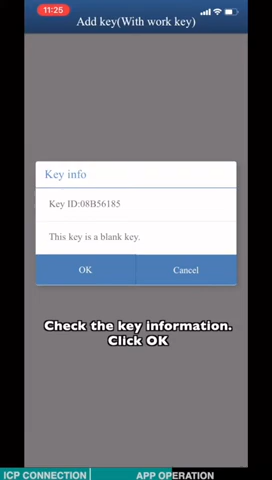 11:25
Add key(With work key)
Key info
Key ID:08B56185
This key is a blank key.
OK
Cancel
Check the key information.
Click OK
ICP CONNECTION
APP OPERATION